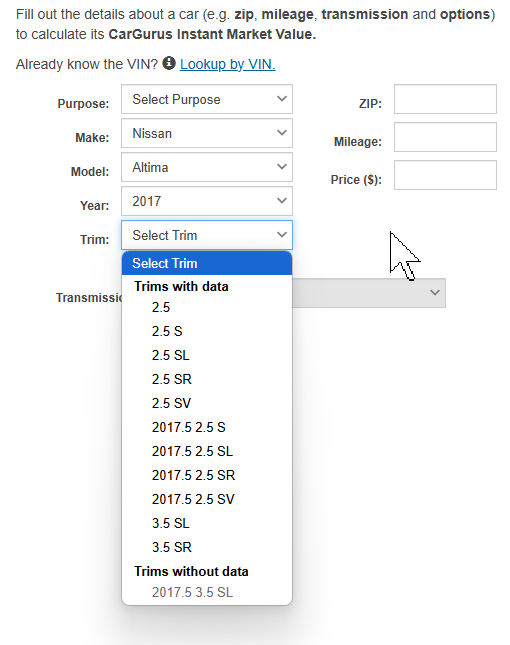 Fill out the details about a car (e.g. zip, mileage, transmission and options)
to calculate its CarGurus Instant Market Value.
Already know the VIN? Lookup by VIN.
Purpose: Select Purpose
ZIP:
Make: Nissan
Mileage:
Model: Altima
Price ($):
Year: 2017
Trim: Select Trim
Select Trim
Trims with data
Transmissi
2.5
2.5 S
2.5 SL
2.5 SR
2.5 SV
2017.5 2.5 S
2017.5 2.5 SL
2017.5 2.5 SR
2017.5 2.5 SV
3.5 SL
3.5 SR
Trims without data
2017.5 3.5 SL